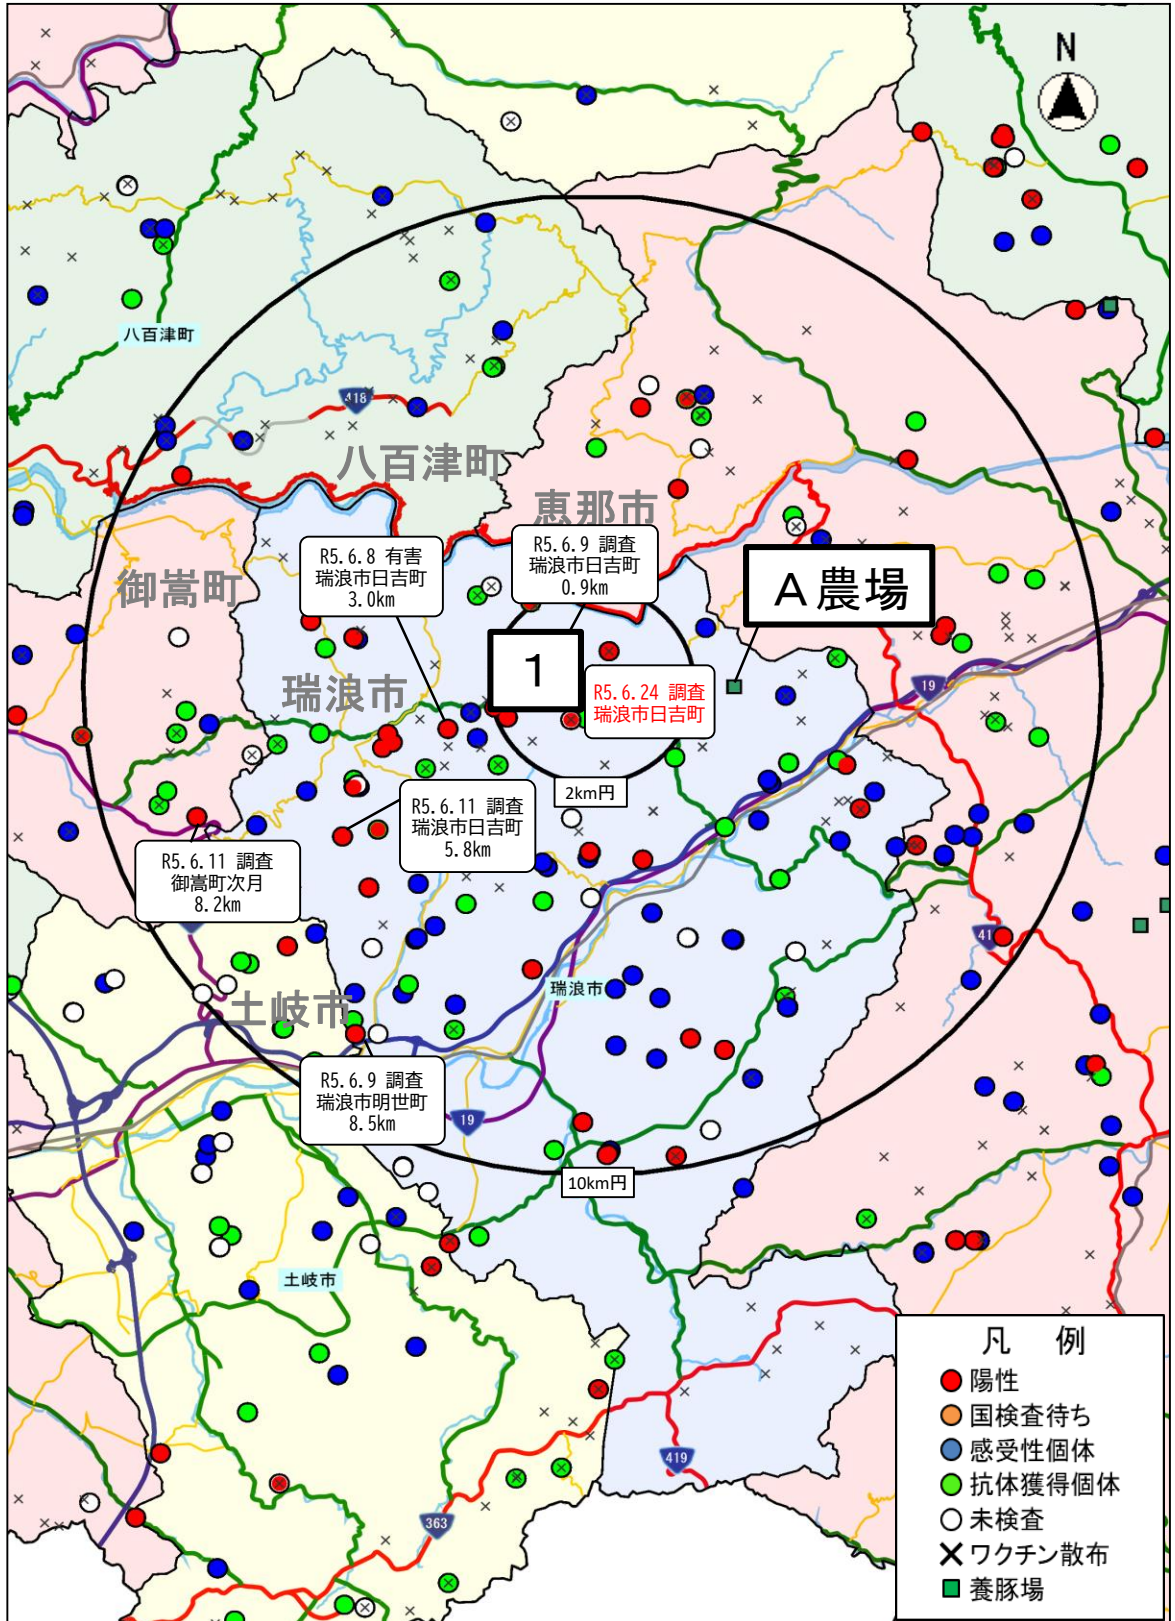 N
八百津町
418
八百津町
恵那市
R5.6.8 有害
瑞浪市日吉町
3.0km
R5.6.9 調査
瑞浪市日吉町
0.9km
御嵩町
A農場
1
瑞浪市
R5.6.24 調査
瑞浪市日吉町
19
2km円
R5.6.11 調査
瑞浪市日吉町
5.8km
R5.6.11 調査
御嵩町次月
8.2km
41
瑞浪市
土岐市
R5.6.9 調査
瑞浪市明世町
8.5km
19
10km円
土岐市
凡 例
陽性
国検査待ち
感受性個体
抗体獲得個体
未検査
ワクチン散布
養豚場
419
363